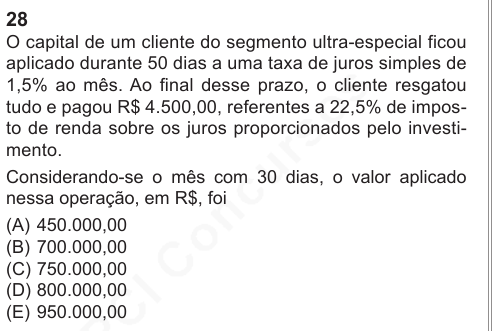 28
O capital de um cliente do segmento ultra-especial ficou
aplicado durante 50 dias a uma taxa de juros simples de
1,5% ao mês. Ao final desse prazo, o cliente resgatou
tudo e pagou R$ 4.500,00, referentes a 22,5% de impos-
to de renda sobre os juros proporcionados pelo investi-
mento.
Considerando-se o mês com 30 dias, o valor aplicado
nessa operação, em R$, foi
(A) 450.000,00
(B) 700.000,00
(C) 750.000,00
(D) 800.000,00
(E) 950.000,00